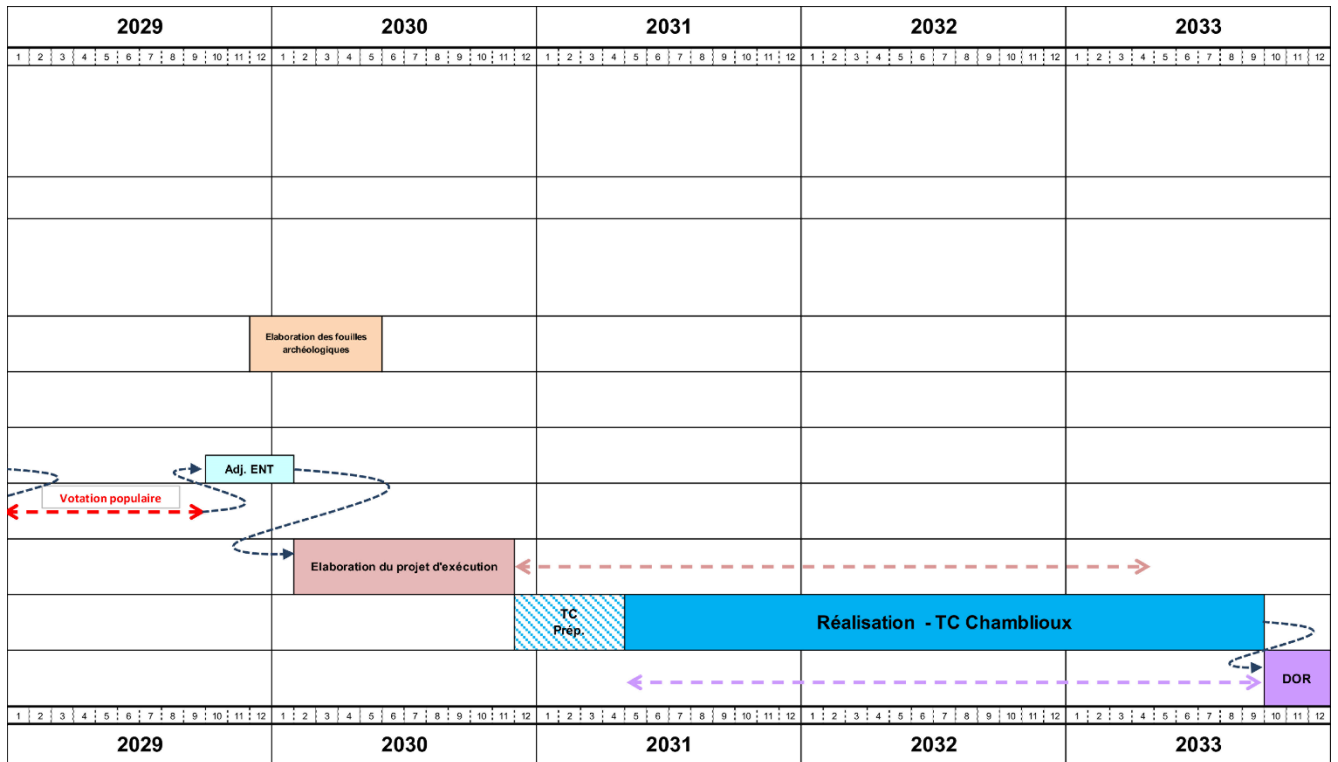 2029 2030 2031 2032 2033
1 2 3 4 5 6 7 8 9 10 11 12 1 2 3 4 5 6 7 8 9 10 11 12 1 2 3 4 5 6 7 8 9 10 11 12 1 2 3 4 5 6 7 8 9 10 11 12 1 2 3 4 5 6 7 8 9 10 11 12
Elaboration des fouilles
archéologiques
Adj. ENT
Votation populaire
Elaboration du projet d'exécution
TC
Prép.
Réalisation - TC Chamblioux
DOR
1 2 3 4 5 6 7 8 9 10 11 12 1 2 3 4 5 6 7 8 9 10 11 12 1 2 3 4 5 6 7 8 9 10 11 12 1 2 3 4 5 6 7 8 9 10 11 12 1 2 3 4 5 6 7 8 9 10 11 12
2029 2030 2031 2032 2033